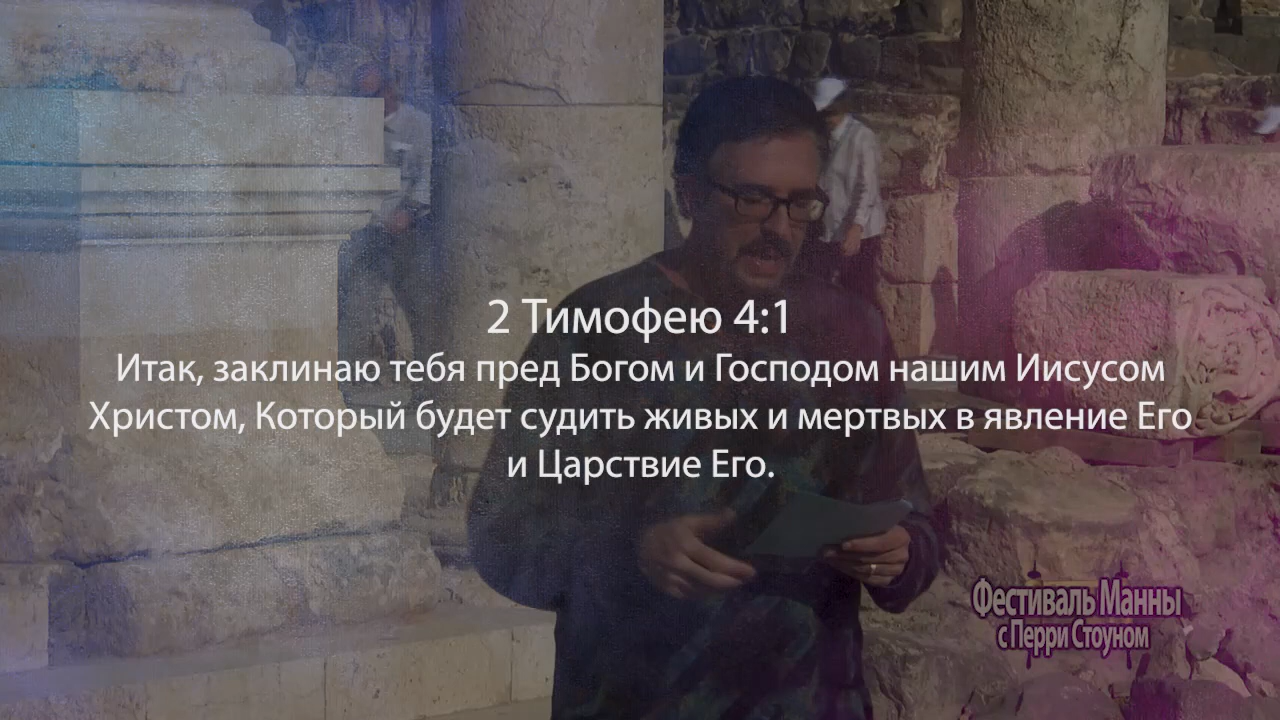 2 Тимофею 4:1
Итак, заклинаю тебя пред Богом и Господом нашим Иисусом
Христом, Который будет судить живых и мертвых в явление Его
и Царствие Его.
Фестиваль Манны
с Перри Стоуном